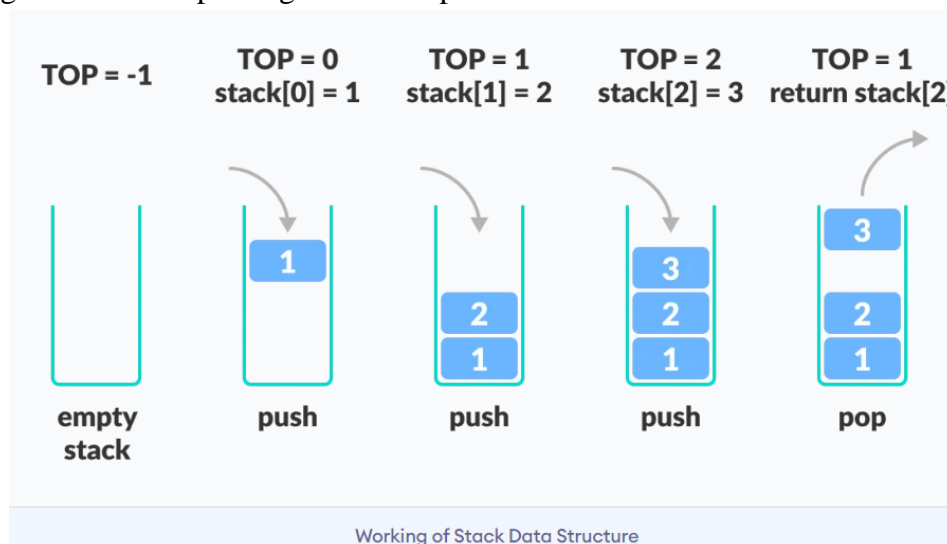 TOP = -1
TOP = 0
stack[0] = 1
TOP = 1
stack[1] = 2
TOP = 2
stack[2] = 3
TOP = 1
return stack[2]
1
2
1
3
2
1
3
2
1
empty
stack
push
push
push
pop
Working of Stack Data Structure